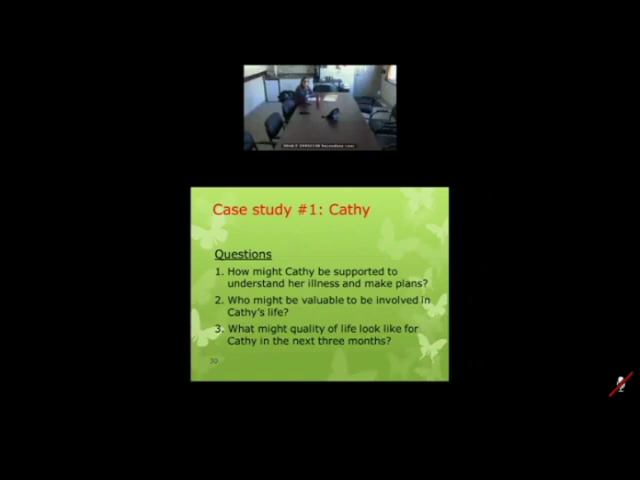 Case study #1: Cathy
Questions
1. How might Cathy be supported to
understand her illness and make plans?
2. Who might be valuable to be involved in
Cathy's life?
3. What might quality of life look like for
Cathy in the next three months?
30